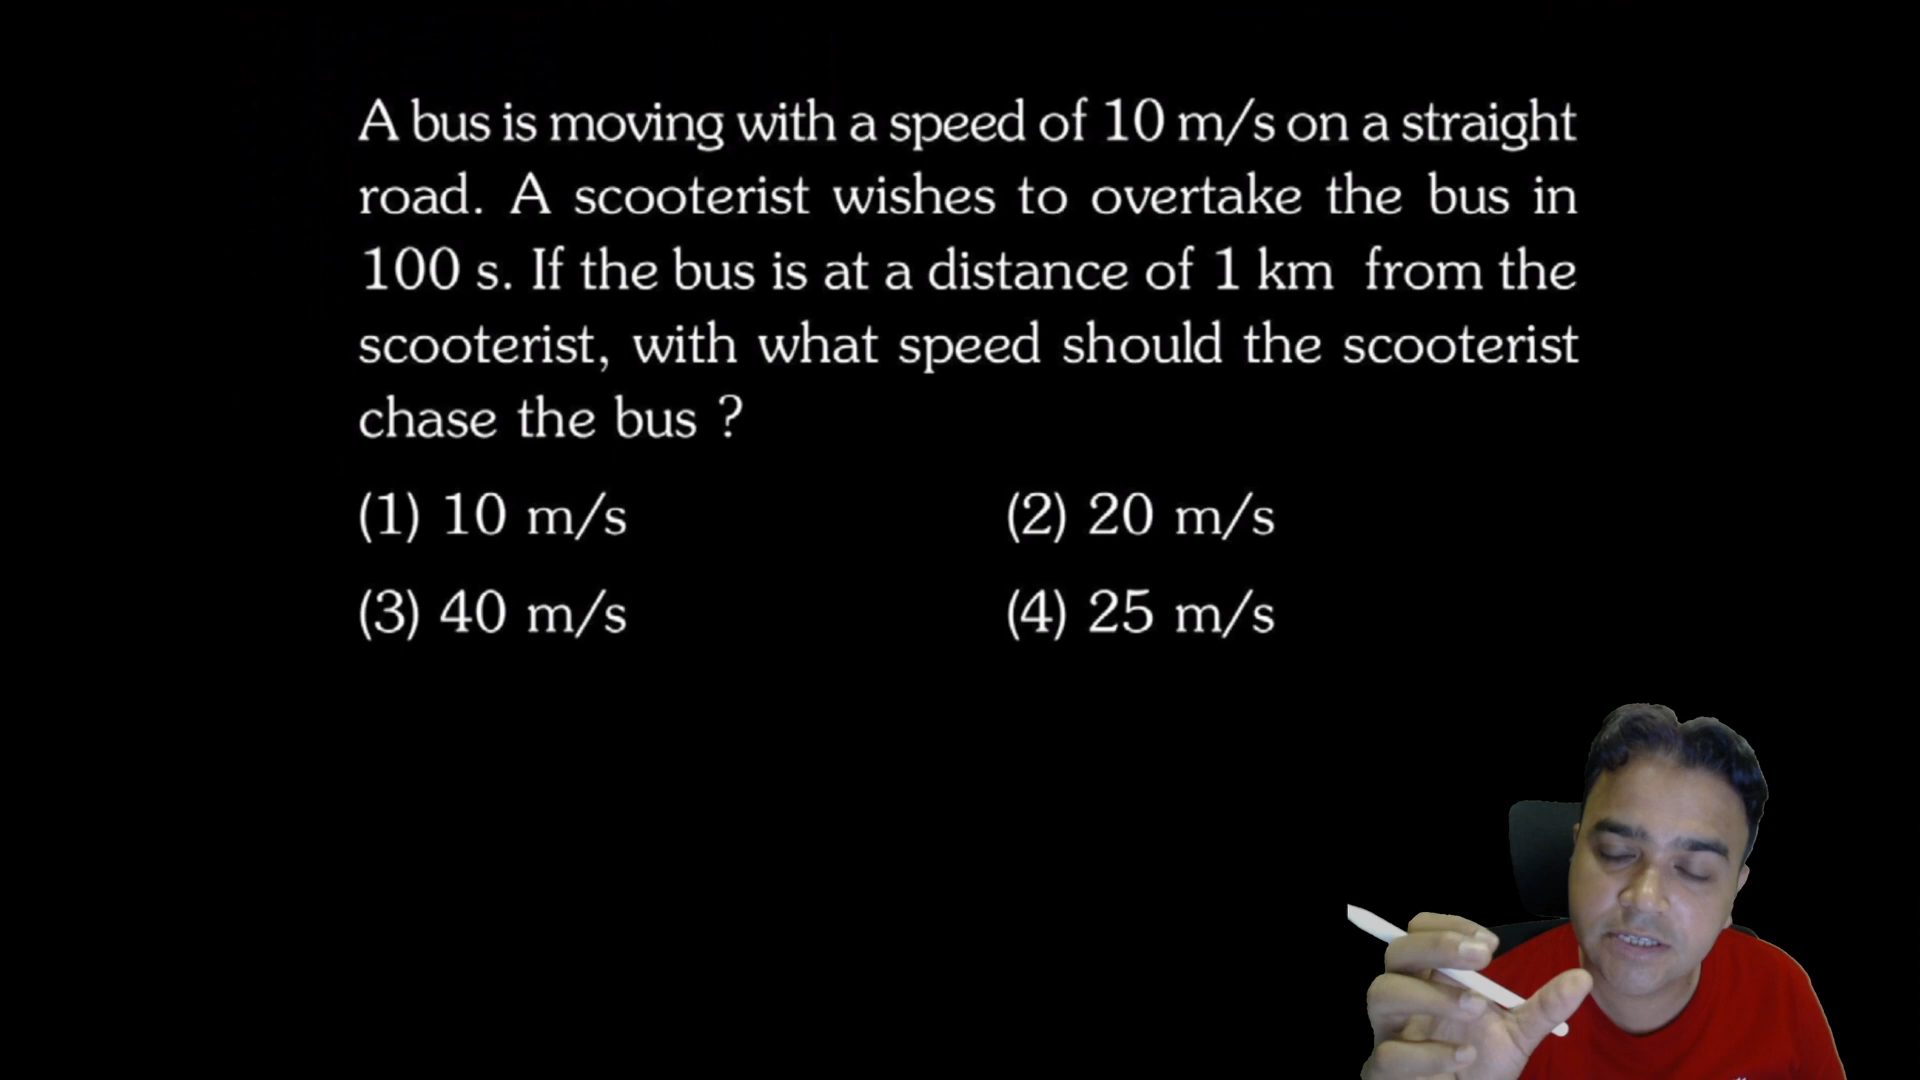 A bus is moving with a speed of 10 m/s on a straight
road. A scooterist wishes to overtake the bus in
100 s. If the bus is at a distance of 1 km from the
scooterist, with what speed should the scooterist
chase the bus ?
(1) 10 m/s (2) 20 m/s
(3) 40 m/s (4) 25 m/s